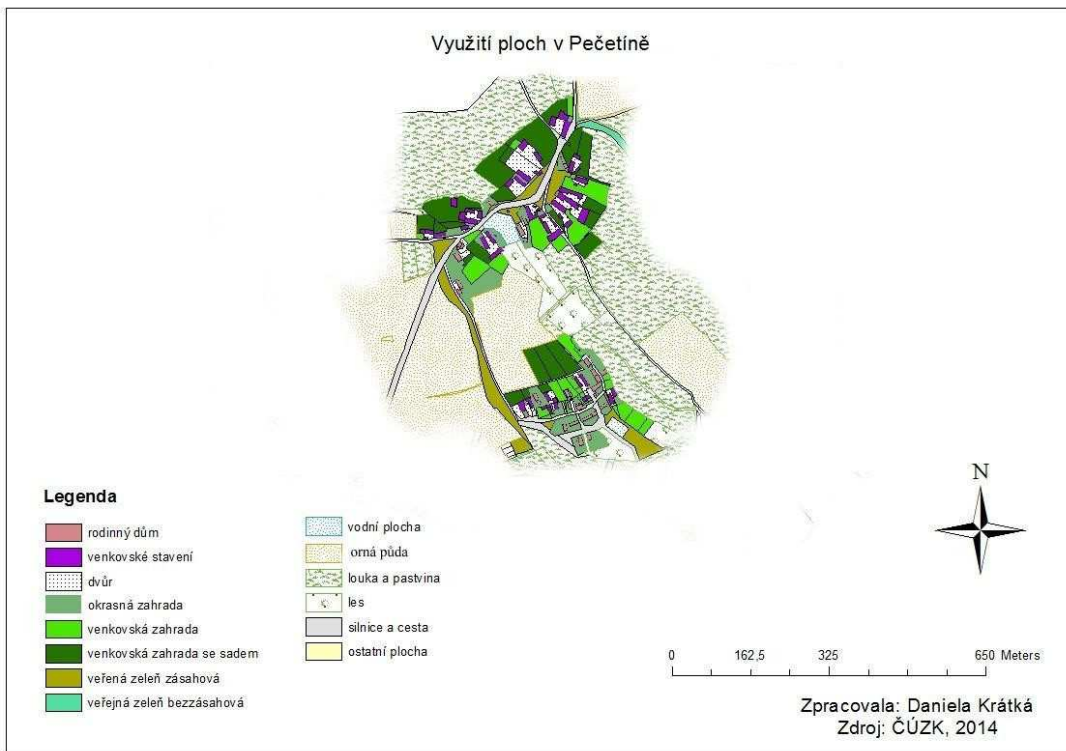 Využití ploch v Pečetíně
Legenda
rodinný dům
venkovské stavení
dvůr
okrasná zahrada
venkovská zahrada
venkovská zahrada se sadem
veřená zeleň zásahová
veřejná zeleň bezzásahová
vodní plocha
orná půda
louka a pastvina
les
silnice a cesta
ostatní plocha
N
0 162,5 325 650 Meters
Zpracovala: Daniela Krátká
Zdroj: ČÚZK, 2014